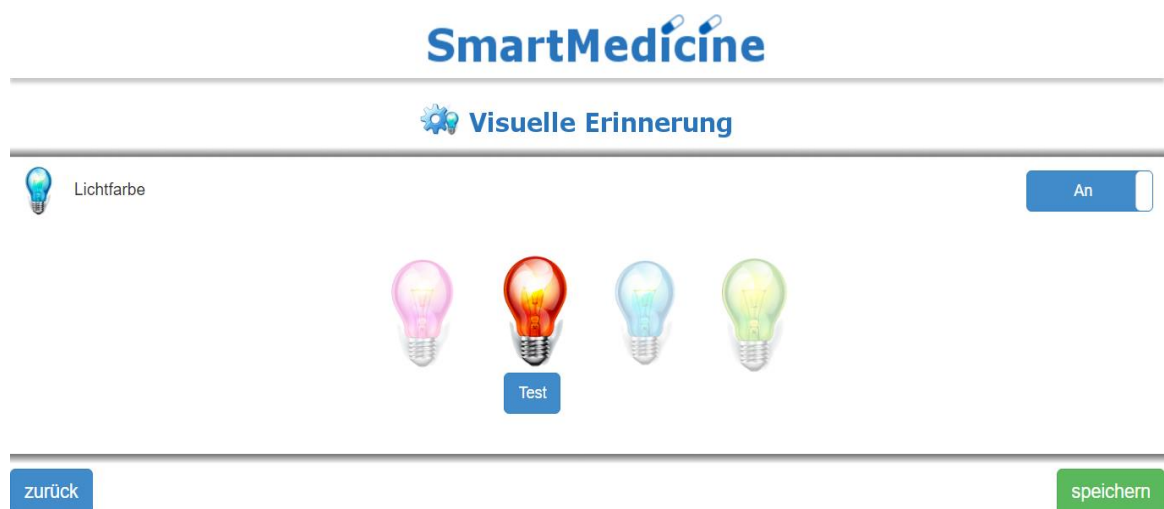 SmartMedicine
Visuelle Erinnerung
Lichtfarbe
An
Test
zurück
speichern